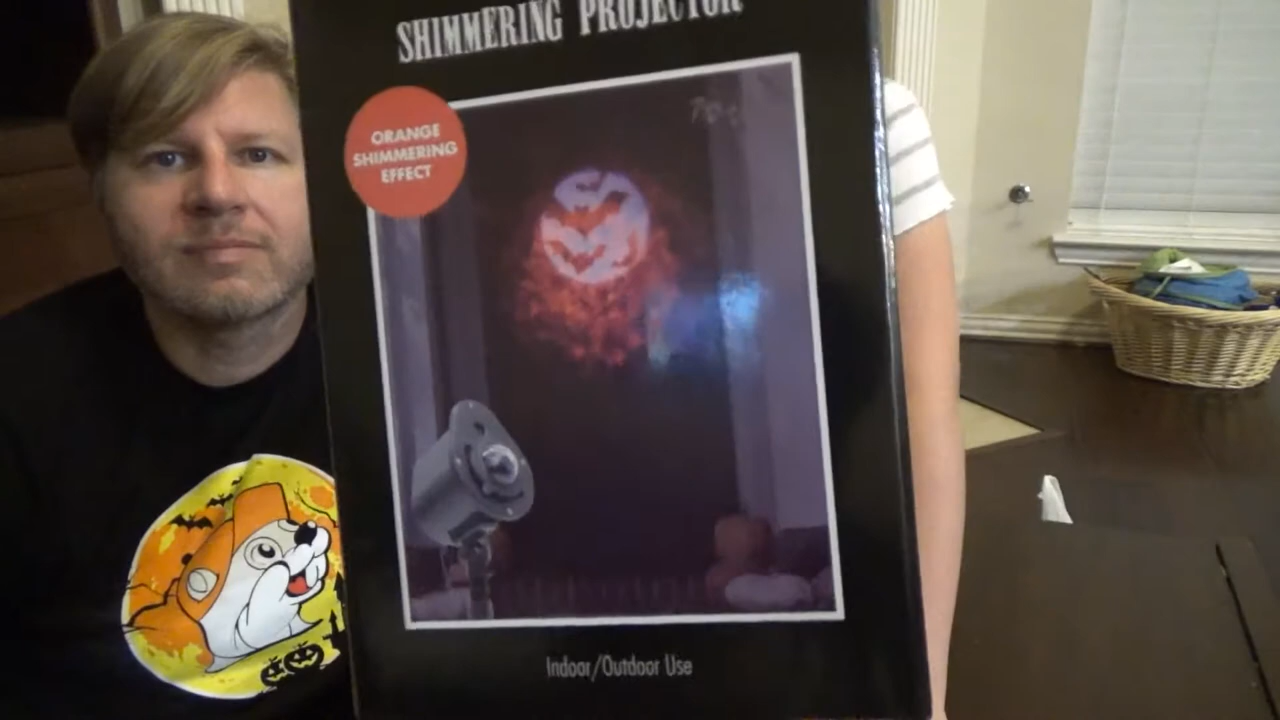 SHIMMERING PROJECTOR
ORANGE
SHIMMERING
EFFECT
Indoor/Outdoor Use